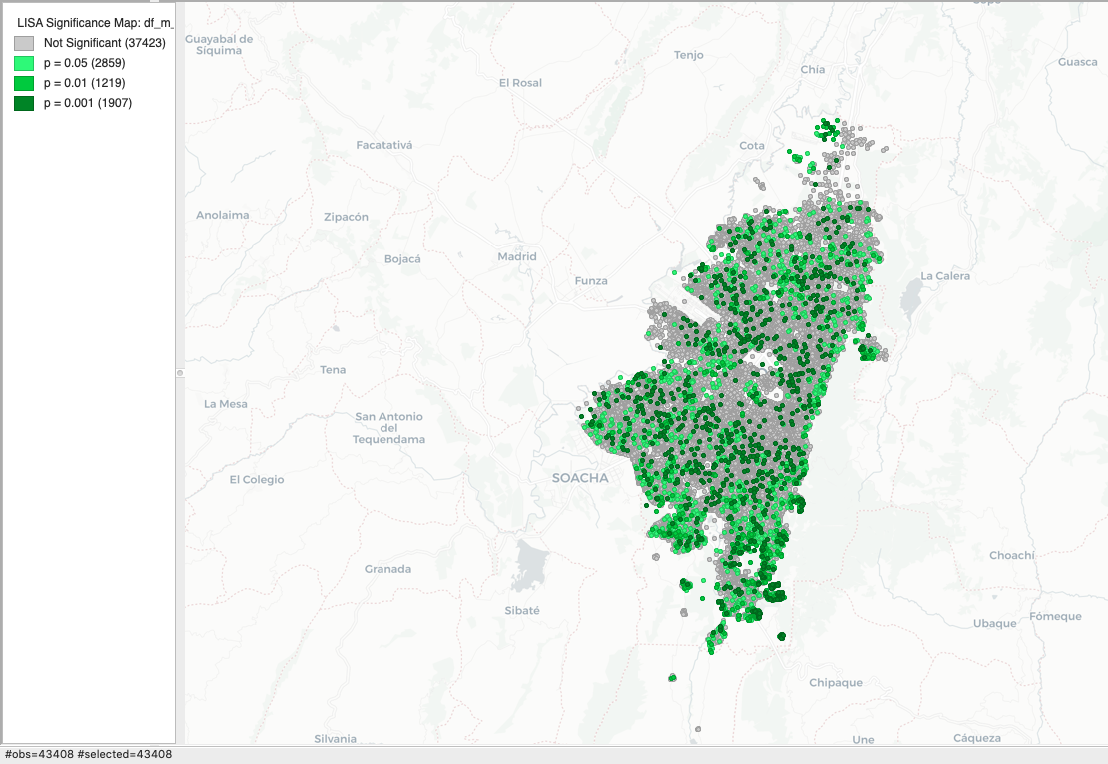 LISA Significance Map: df_m_
Not Significant (37423)
p = 0.05 (2859)
p = 0.01 (1219)
p = 0.001 (1907)
Guayabal de
Síquima
Tenjo
Chía
Guasca
El Rosal
Facatativá
Cota
Anolaima
Zipacón
Bojacá
Madrid
Funza
La Calera
Tena
La Mesa
San Antonio
del
Tequendama
El Colegio
SOACHA
Granada
Choachí
Sibaté
Ubaque
Fómeque
Chipaque
Silvania
Une
Cáqueza
#obs=43408 #selected=43408